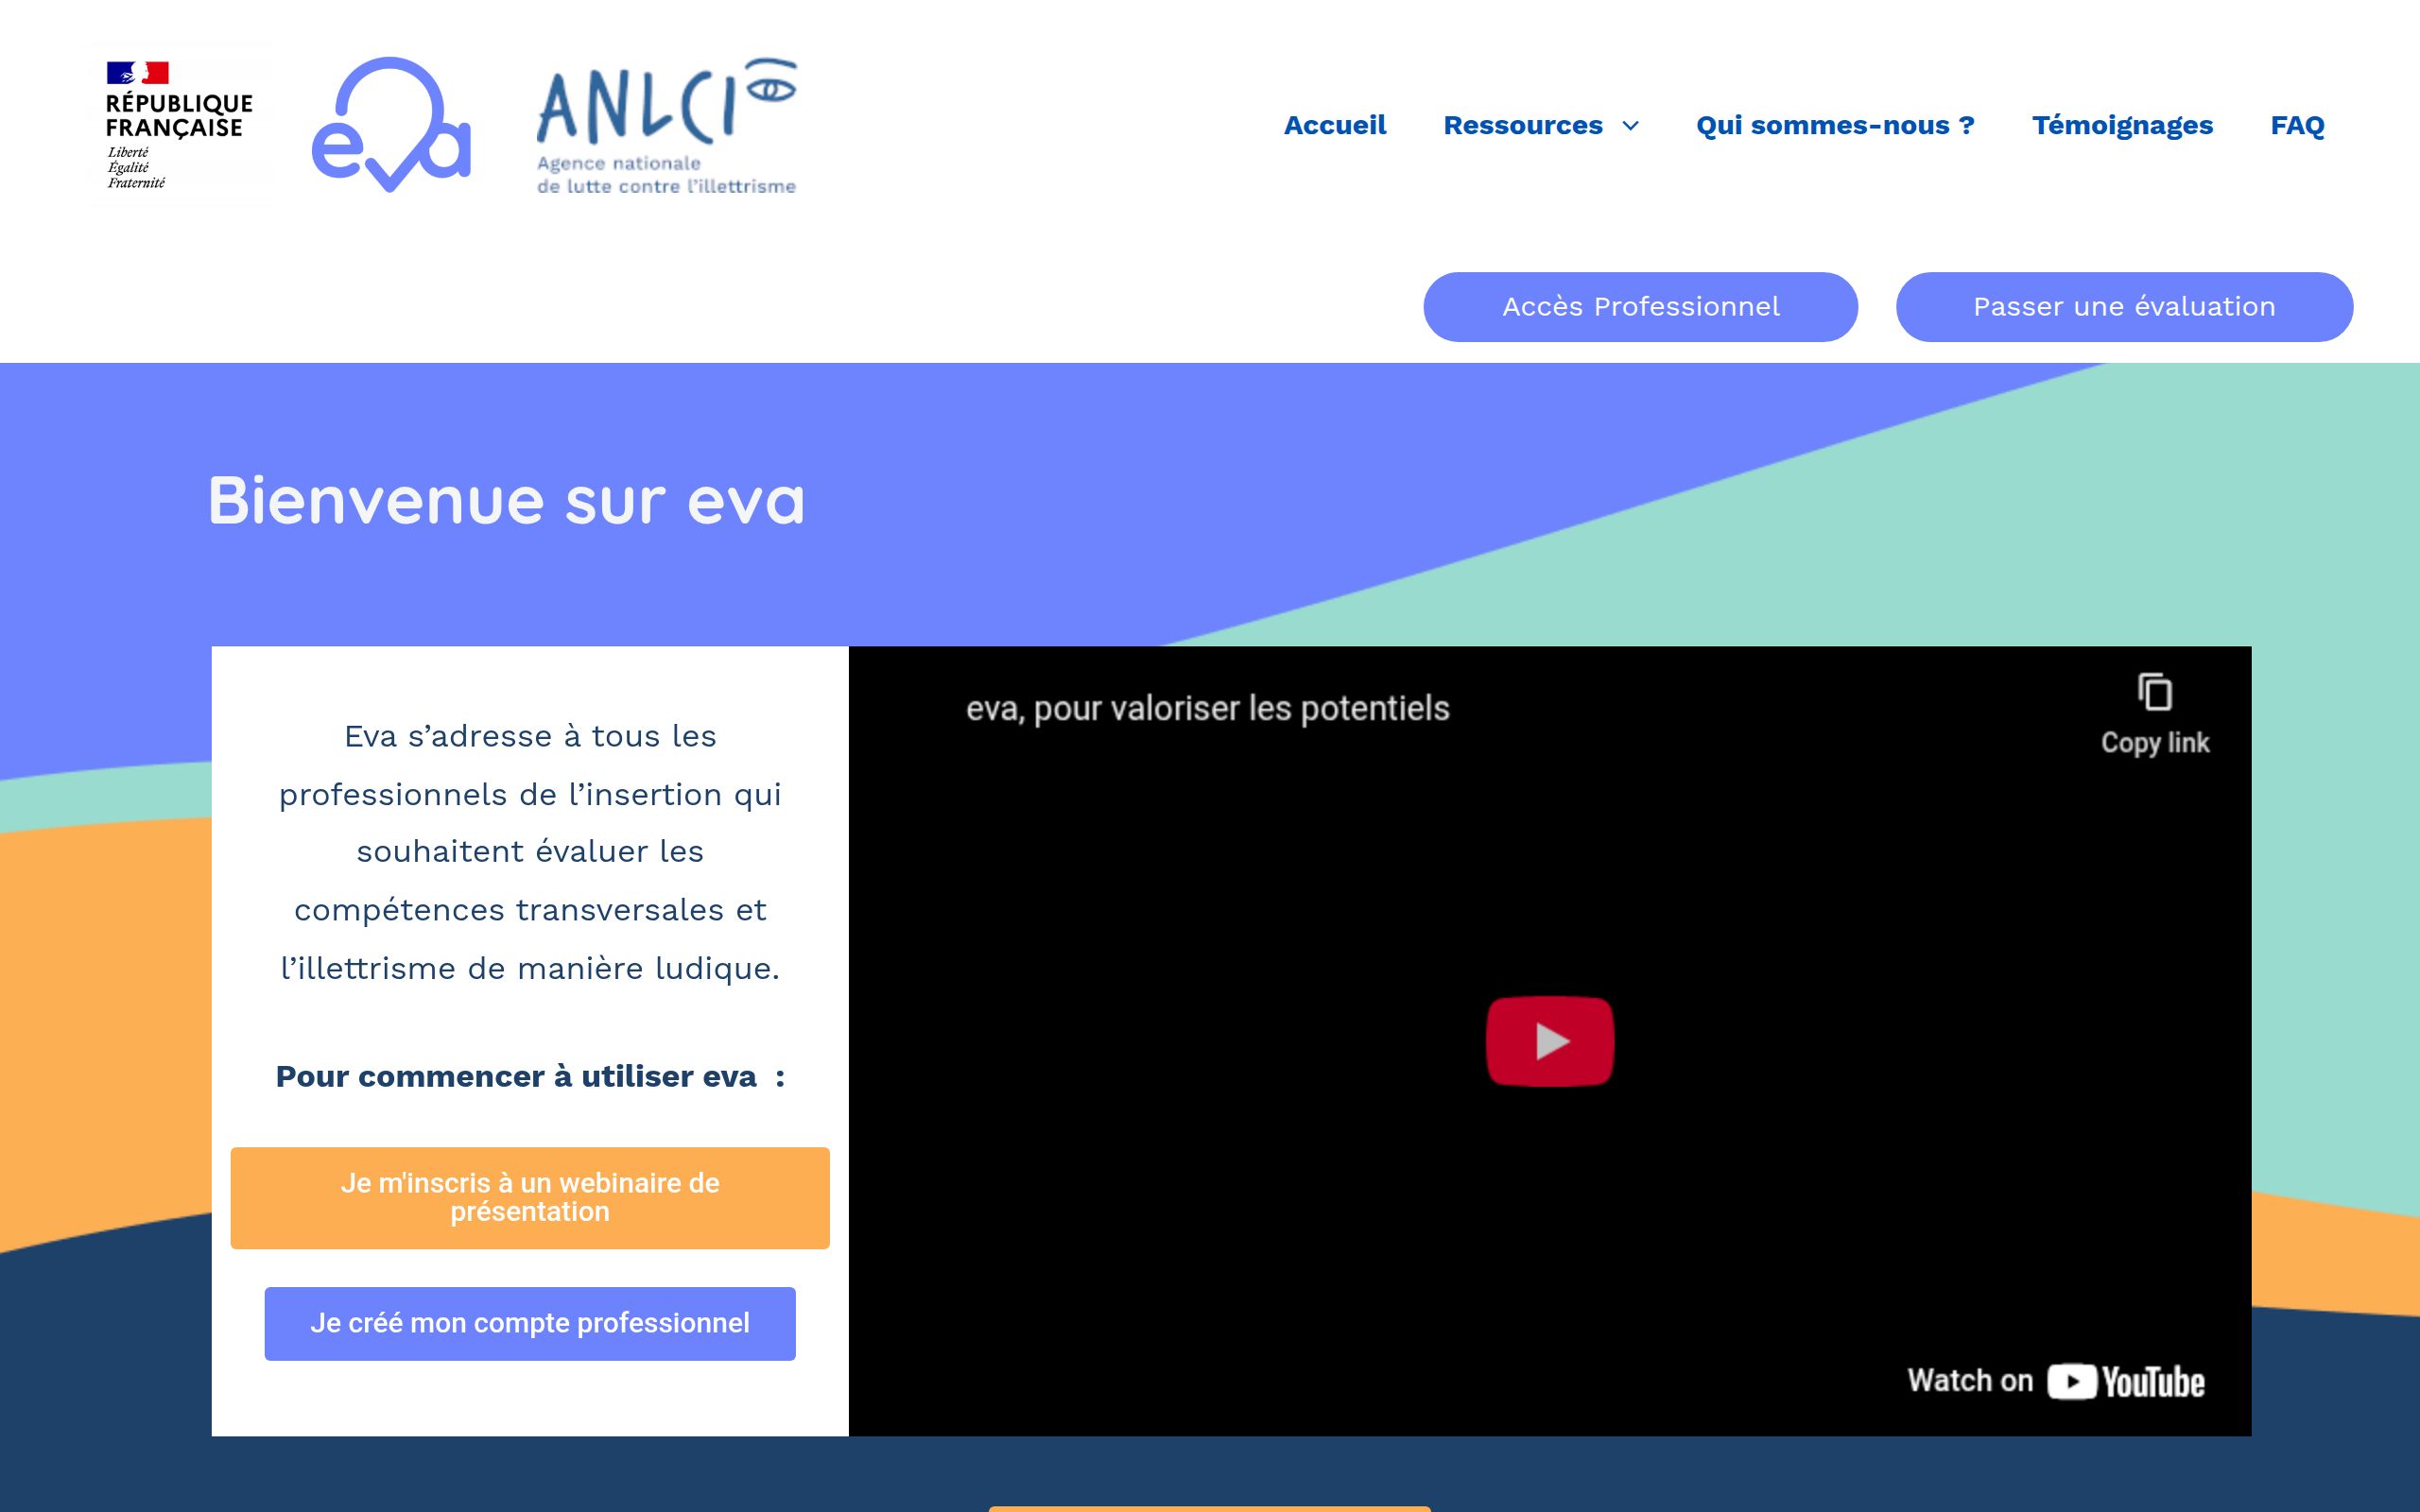 RÉPUBLIQUE
FRANÇAISE
Liberté
Égalité
Fraternité
eva
ANLCI
Agence nationale
de lutte contre l'illettrisme
Accueil
Ressources
Qui sommes-nous ?
Témoignages
FAQ
Accès Professionnel
Passer une évaluation
Bienvenue sur eva
Eva s’adresse à tous les
professionnels de l’insertion qui
souhaitent évaluer les
compétences transversales et
l’illettrisme de manière ludique.
Pour commencer à utiliser eva  :
Je m'inscris à un webinaire de
présentation
Je créé mon compte professionnel
eva, pour valoriser les potentiels
Copy link
Watch on YouTube